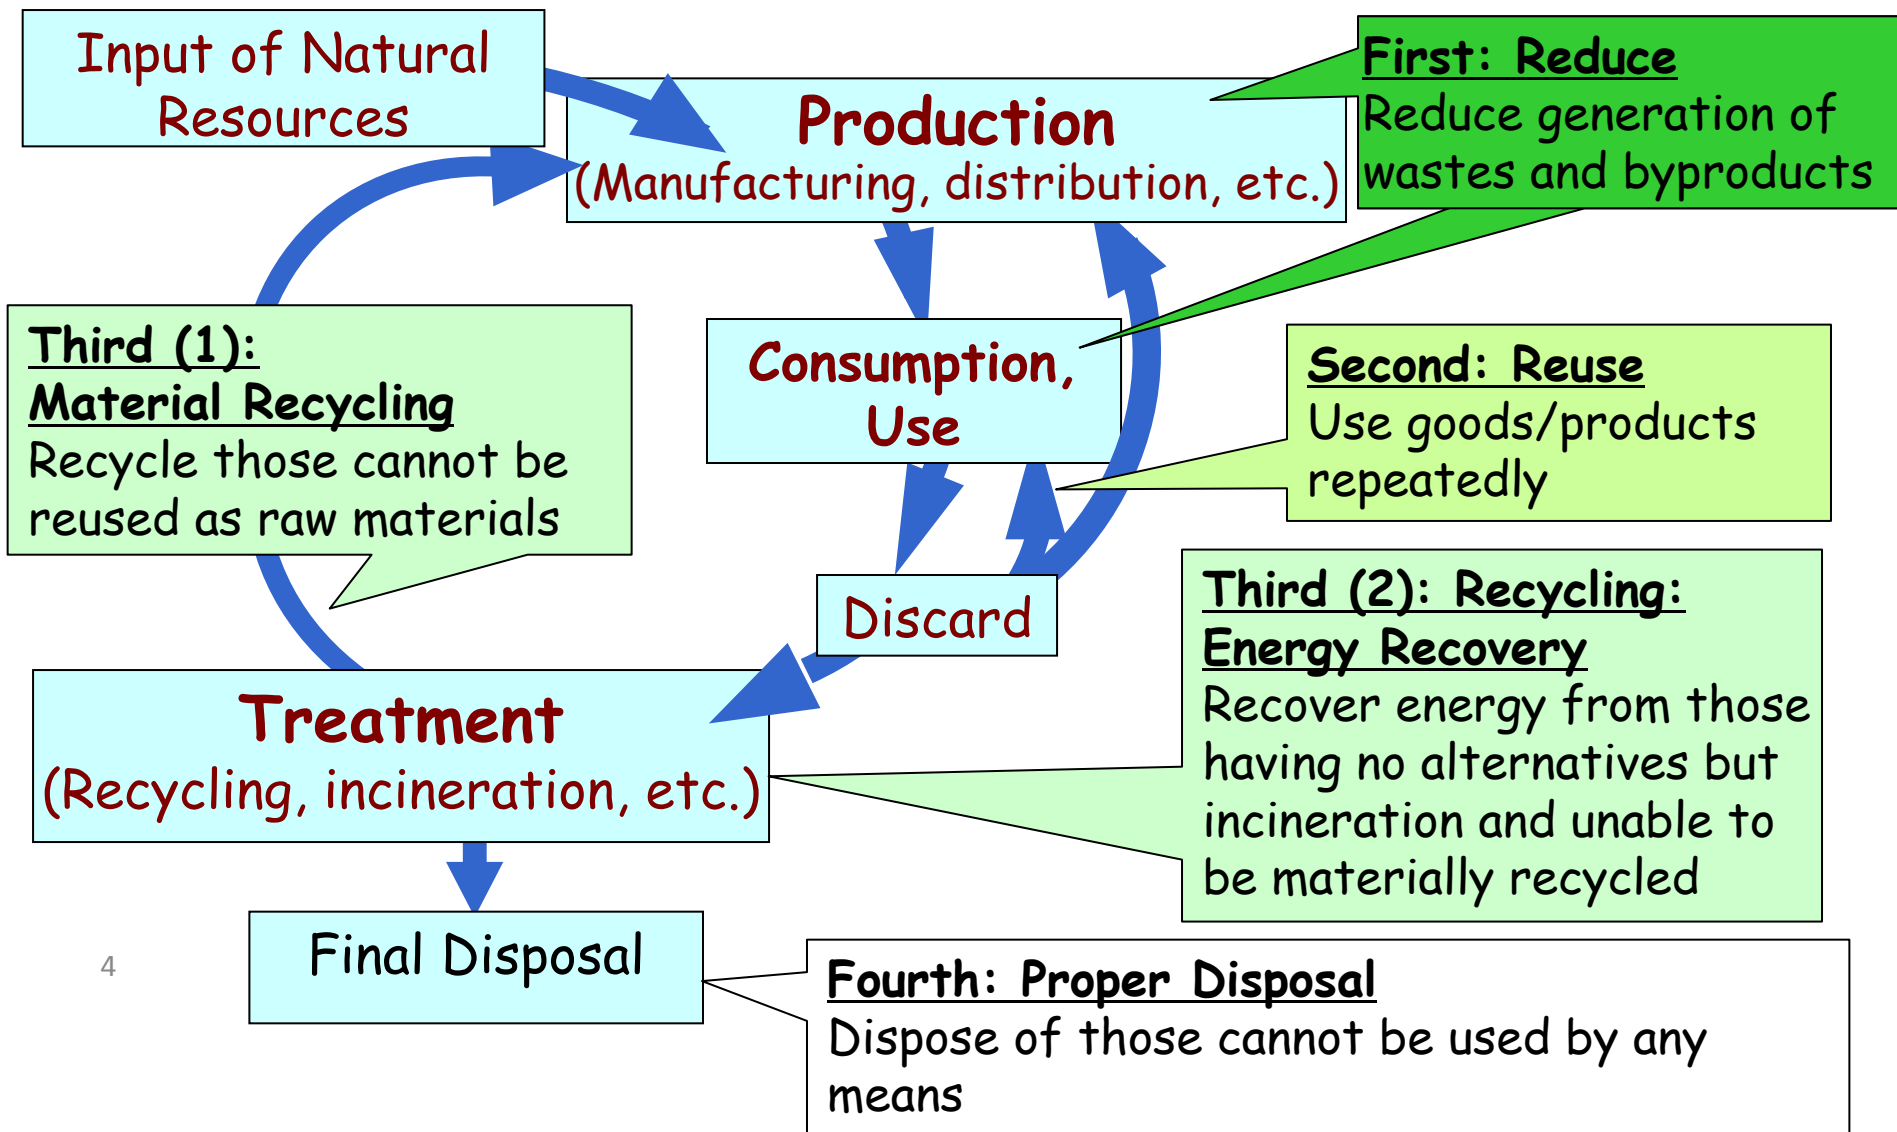 Input of Natural
Resources
Production
(Manufacturing, distribution, etc.)
First: Reduce
Reduce generation of
wastes and byproducts
Third (1):
Material Recycling
Recycle those cannot be
reused as raw materials
Consumption,
Use
Second: Reuse
Use goods/products
repeatedly
Discard
Third (2): Recycling:
Energy Recovery
Recover energy from those
having no alternatives but
incineration and unable to
be materially recycled
Treatment
(Recycling, incineration, etc.)
Final Disposal
4
Fourth: Proper Disposal
Dispose of those cannot be used by any
means